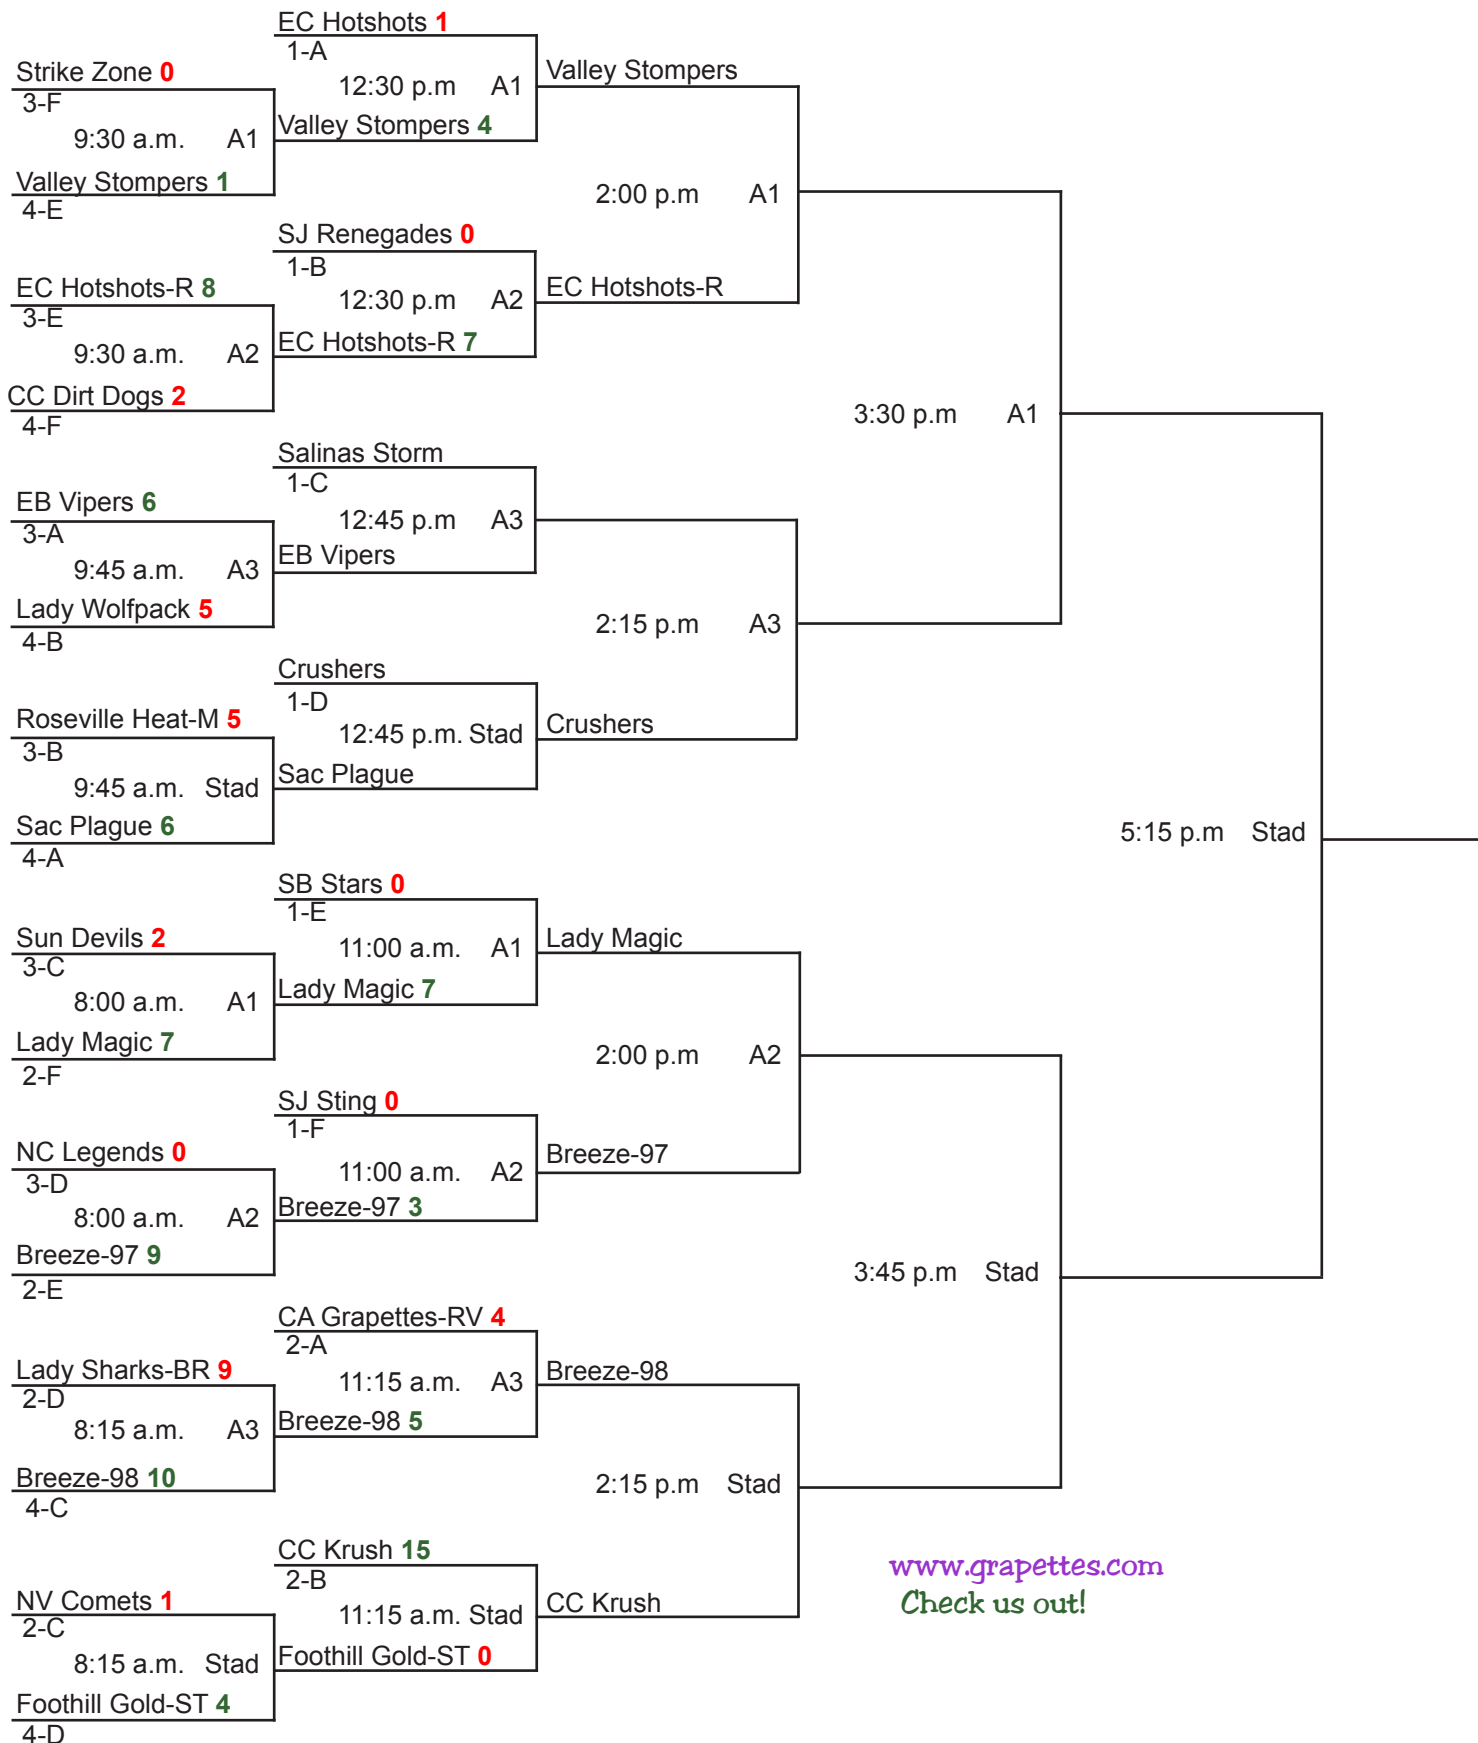 EC Hotshots 1
1-A
12:30 p.m A1
Strike Zone 0
3-F
9:30 a.m. A1
Valley Stompers 1
4-E
Valley Stompers 4
Valley Stompers
2:00 p.m A1
SJ Renegades 0
1-B
12:30 p.m A2
EC Hotshots-R 8
3-E
9:30 a.m. A2
CC Dirt Dogs 2
4-F
EC Hotshots-R 7
EC Hotshots-R
3:30 p.m A1
Salinas Storm
1-C
12:45 p.m A3
EB Vipers 6
3-A
9:45 a.m. A3
Lady Wolfpack 5
4-B
EB Vipers
2:15 p.m A3
Crushers
1-D
12:45 p.m. Stad
Roseville Heat-M 5
3-B
9:45 a.m. Stad
Sac Plague 6
4-A
Sac Plague
Crushers
5:15 p.m Stad
SB Stars 0
1-E
11:00 a.m. A1
Sun Devils 2
3-C
8:00 a.m. A1
Lady Magic 7
2-F
Lady Magic 7
Lady Magic
2:00 p.m A2
SJ Sting 0
1-F
11:00 a.m. A2
NC Legends 0
3-D
8:00 a.m. A2
Breeze-97 9
2-E
Breeze-97 3
Breeze-97
3:45 p.m Stad
CA Grapettes-RV 4
2-A
11:15 a.m. A3
Lady Sharks-BR 9
2-D
8:15 a.m. A3
Breeze-98 10
4-C
Breeze-98 5
Breeze-98
2:15 p.m Stad
CC Krush 15
2-B
11:15 a.m. Stad
NV Comets 1
2-C
8:15 a.m. Stad
Foothill Gold-ST 4
4-D
Foothill Gold-ST 0
CC Krush
www.grapettes.com
Check us out!